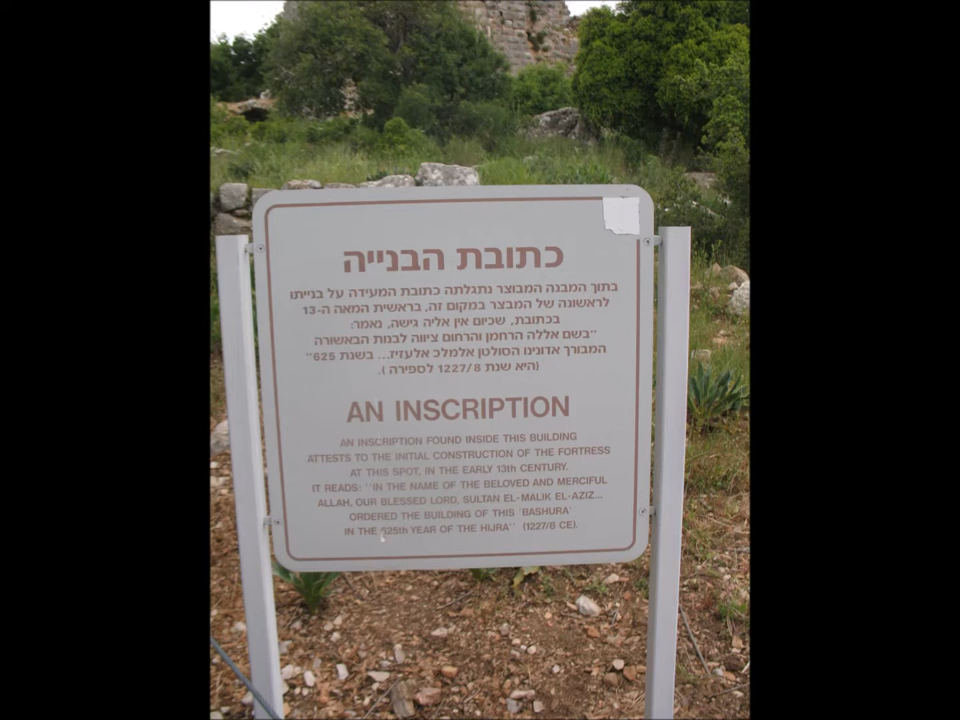 כתובת הבנייה
בתוך המבנה המבוצר נתגלתה כתובת המעידה על בנייתו
לראשונה של המבצר במקום זה, בראשית המאה ה-13
בכתובת, שכיום אין אליה גישה, נאמר:
"בשם אללה הרחמן והרחום ציווה לבנות הבאשורה
המבורך אדונינו הסולטן אלמלכ אלעזיז... בשנת 625"
(היא שנת 1227/8 לספירה ).
AN INSCRIPTION
AN INSCRIPTION FOUND INSIDE THIS BUILDING
ATTESTS TO THE INITIAL CONSTRUCTION OF THE FORTRESS
AT THIS SPOT, IN THE EARLY 13th CENTURY.
IT READS: ''IN THE NAME OF THE BELOVED AND MERCIFUL
ALLAH, OUR BLESSED LORD, SULTAN EL-MALIK EL-AZIZ...
ORDERED THE BUILDING OF THIS 'BASHURA'
IN THE 625th YEAR OF THE HIJRA'' (1227/8 CE).